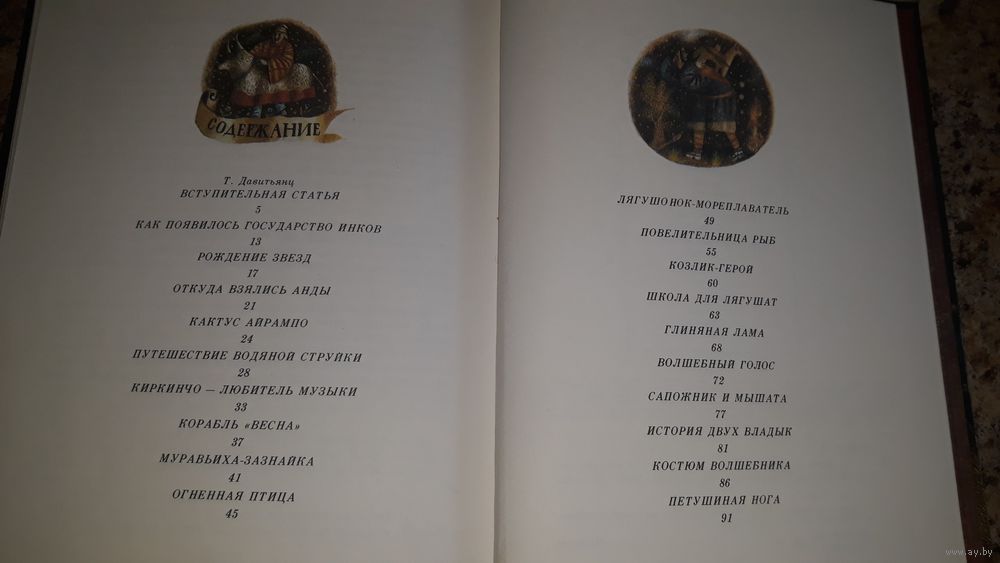 СОДЕРЖАНИЕ
Т. Давитьянц
ВСТУПИТЕЛЬНАЯ СТАТЬЯ
5
КАК ПОЯВИЛОСЬ ГОСУДАРСТВО ИНКОВ
13
РОЖДЕНИЕ ЗВЕЗД
17
ОТКУДА ВЗЯЛИСЬ АНДЫ
21
КАКТУС АЙРАМПО
24
ПУТЕШЕСТВИЕ ВОДЯНОЙ СТРУЙКИ
28
КИРКИНЧО — ЛЮБИТЕЛЬ МУЗЫКИ
33
КОРАБЛЬ «ВЕСНА»
37
МУРАВЬИХА-ЗАЗНАЙКА
41
ОГНЕННАЯ ПТИЦА
45
ЛЯГУШОНОК-МОРЕПЛАВАТЕЛЬ
49
ПОВЕЛИТЕЛЬНИЦА РЫБ
55
КОЗЛИК-ГЕРОЙ
60
ШКОЛА ДЛЯ ЛЯГУШАТ
63
ГЛИНЯНАЯ ЛАМА
68
ВОЛШЕБНЫЙ ГОЛОС
72
САПОЖНИК И МЫШАТА
77
ИСТОРИЯ ДВУХ ВЛАДЫК
81
КОСТЮМ ВОЛШЕБНИКА
86
ПЕТУШИНАЯ НОГА
91
www.ay.by